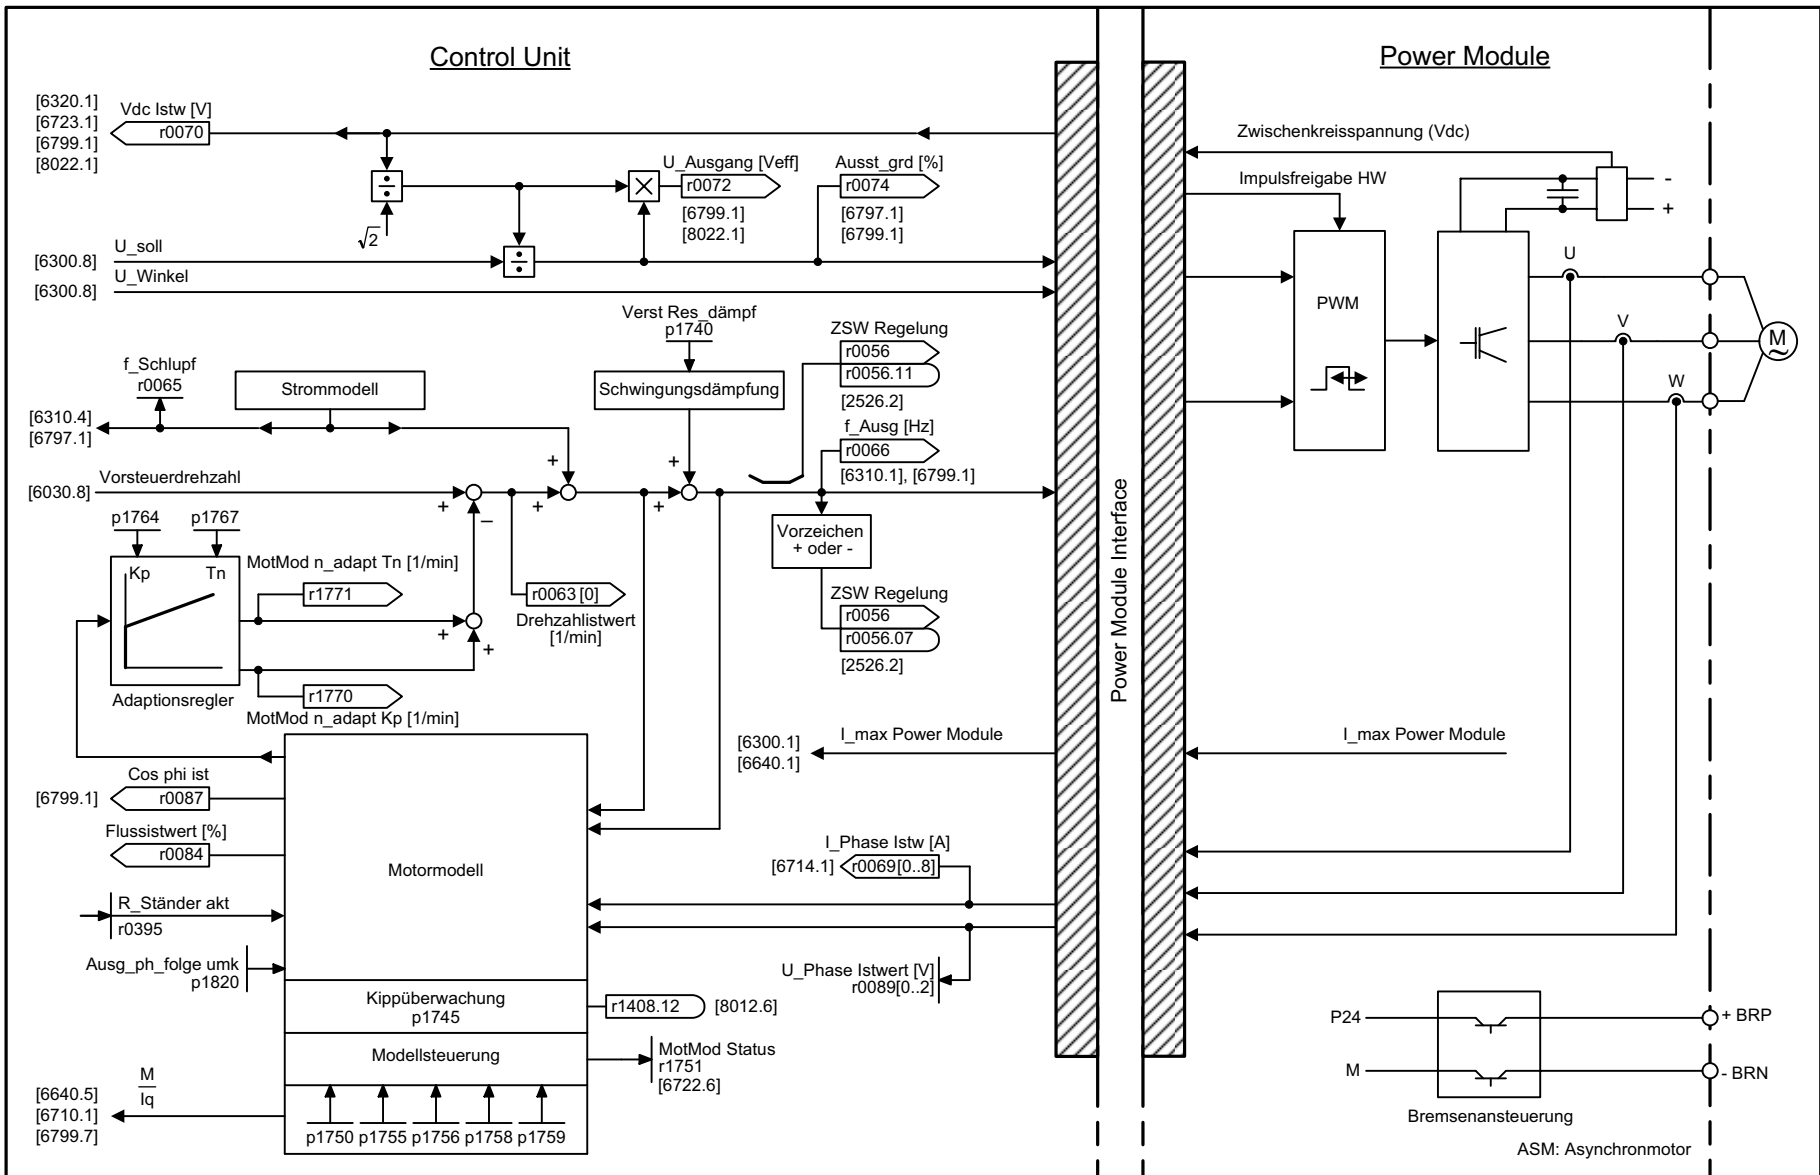 Control Unit
Power Module
[6320.1]
[6723.1]
[6799.1]
[8022.1]
Vdc Istw [V]
r0070
÷
√2
U_Ausgang [Veff]
r0072
[6799.1]
[8022.1]
Ausst_grd [%]
r0074
[6797.1]
[6799.1]
U_soll
[6300.8]
÷
U_Winkel
[6300.8]
Verst Res_dämpf
p1740
Schwingungsdämpfung
f_Schlupf
r0065
Strommodell
[6310.4]
[6797.1]
ZSW Regelung
r0056
r0056.11
[2526.2]
f_Ausg [Hz]
r0066
[6310.1], [6799.1]
Vorsteuerdrehzahl
[6030.8]
+
−
+
+
+
+
p1764
p1767
Kp
Tn
Adaptionsregler
MotMod n_adapt Tn [1/min]
r1771
+
+
r1770
MotMod n_adapt Kp [1/min]
r0063 [0]
Drehzahlistwert
[1/min]
Vorzeichen
+ oder -
ZSW Regelung
r0056
r0056.07
[2526.2]
[6300.1]
[6640.1]
I_max Power Module
Cos phi ist
[6799.1]
r0087
Flussistwert [%]
r0084
Motormodell
R_Ständer akt
r0395
Ausg_ph_folge umk
p1820
I_Phase Istw [A]
[6714.1]
r0069[0..8]
U_Phase Istwert [V]
r0089[0..2]
Kippüberwachung
p1745
r1408.12
[8012.6]
Modellsteuerung
MotMod Status
r1751
[6722.6]
[6640.5]
[6710.1]
[6799.7]
M
Iq
p1750
p1755
p1756
p1758
p1759
Power Module Interface
Zwischenkreisspannung (Vdc)
Impulsfreigabe HW
-
+
PWM
U
V
W
M
~
I_max Power Module
P24
+ BRP
M
- BRN
Bremsenansteuerung
ASM: Asynchronmotor